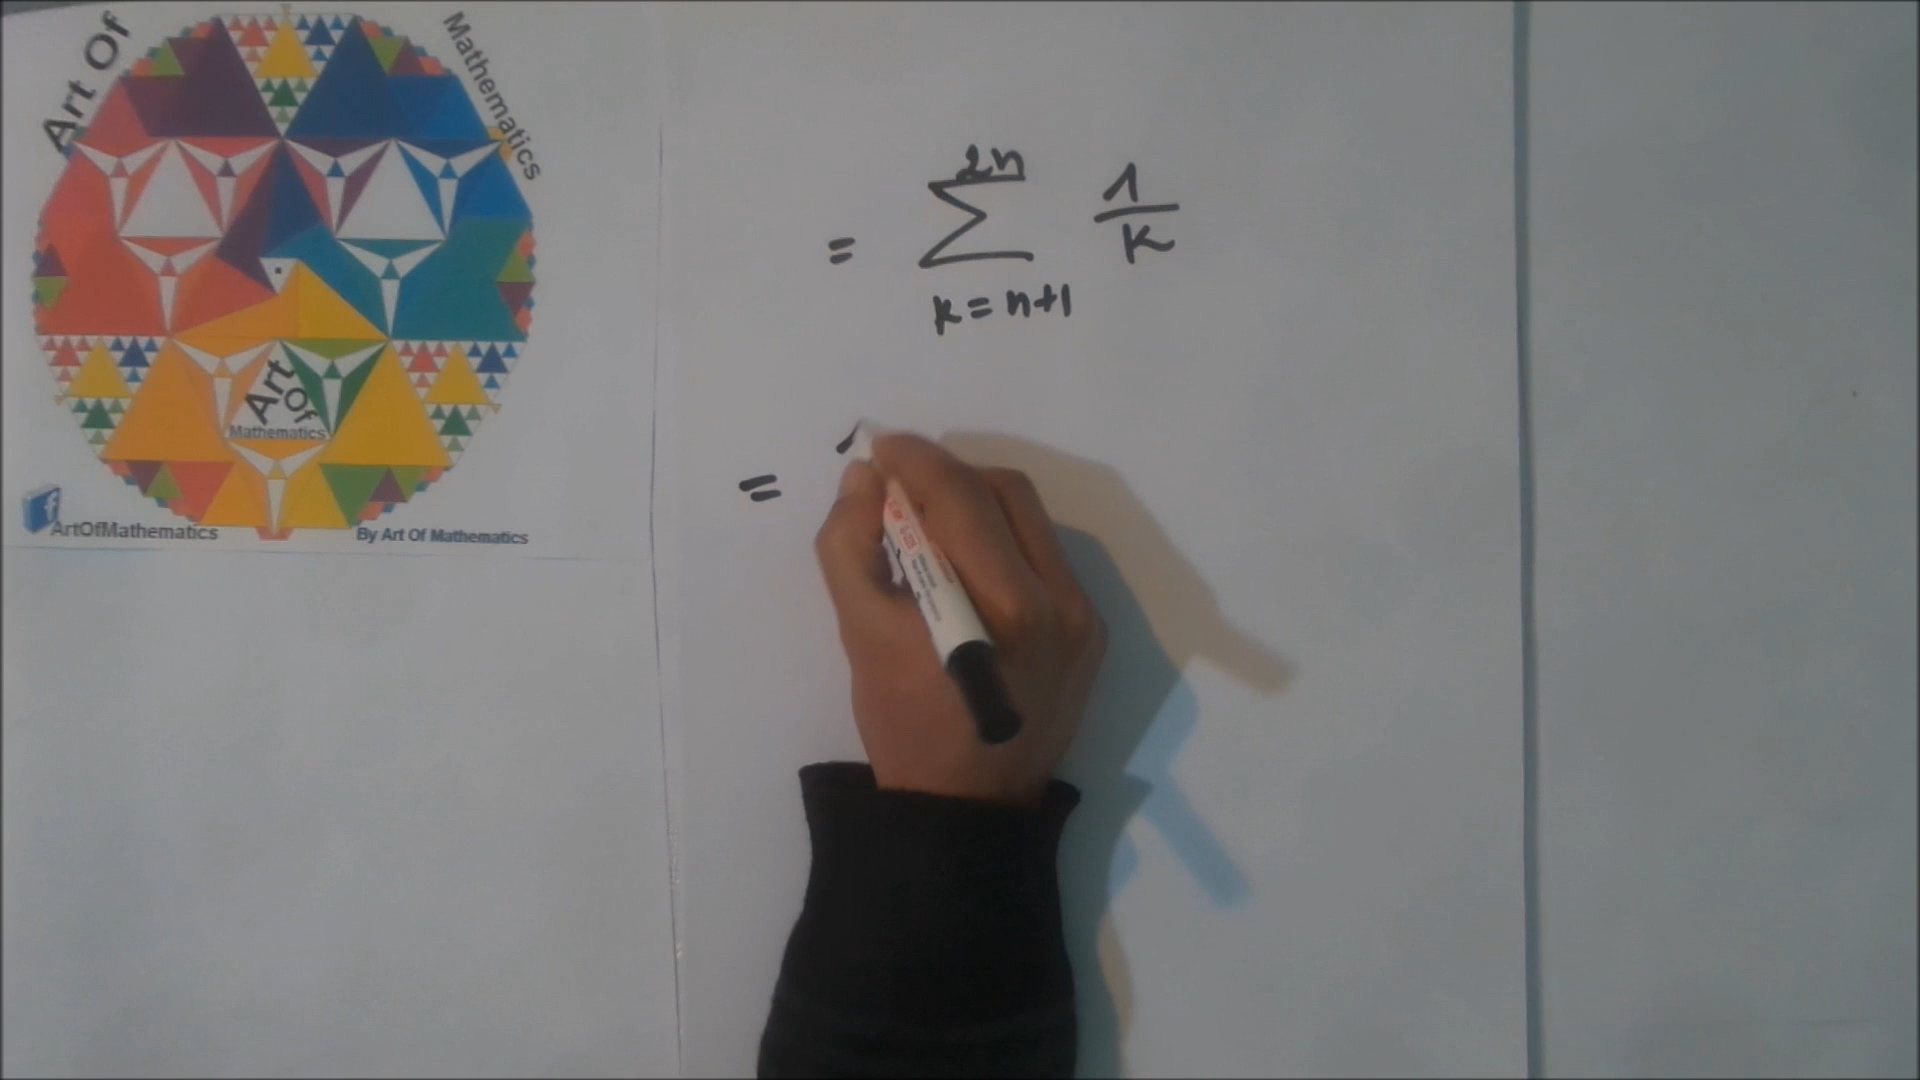 Art Of
Mathematics
Art
Of
Mathematics
f
ArtOfMathematics
By Art Of Mathematics
2n
= ∑ 1/k
k=n+1
=